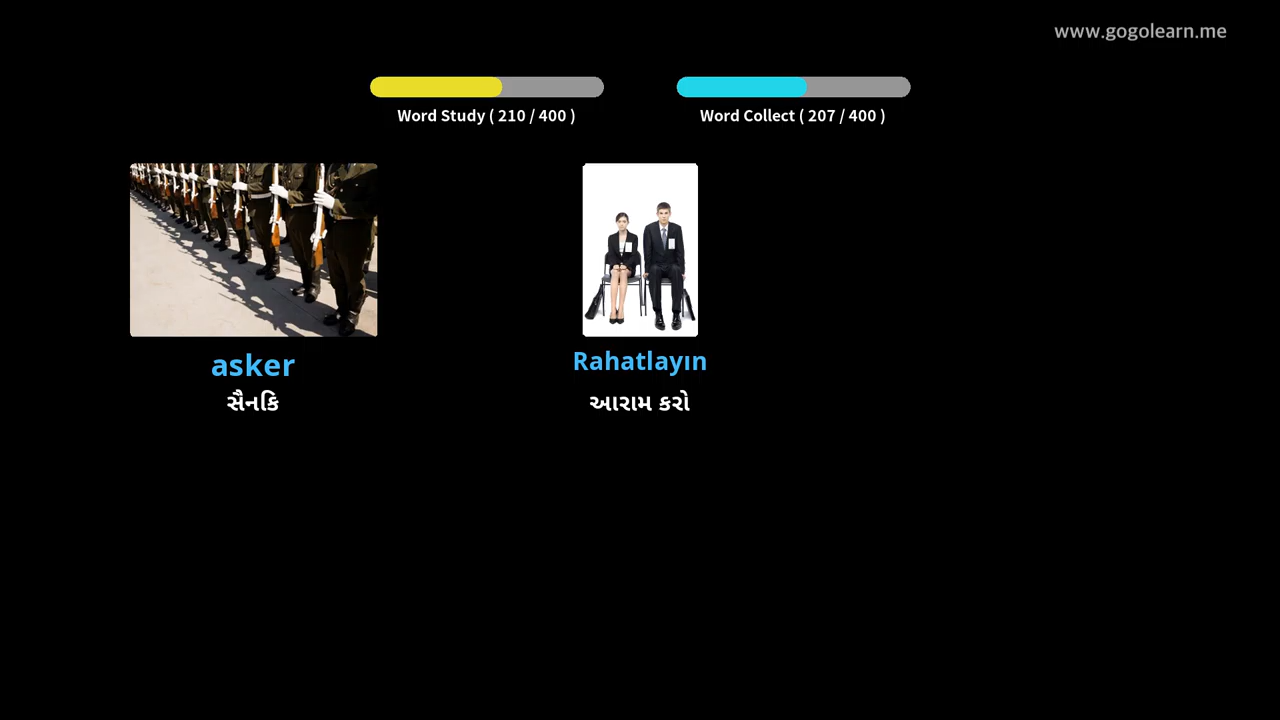 www.gogolearn.me
Word Study ( 210 / 400 )
Word Collect ( 207 / 400 )
asker
સૈનિક
Rahatlayın
આરામ કરો